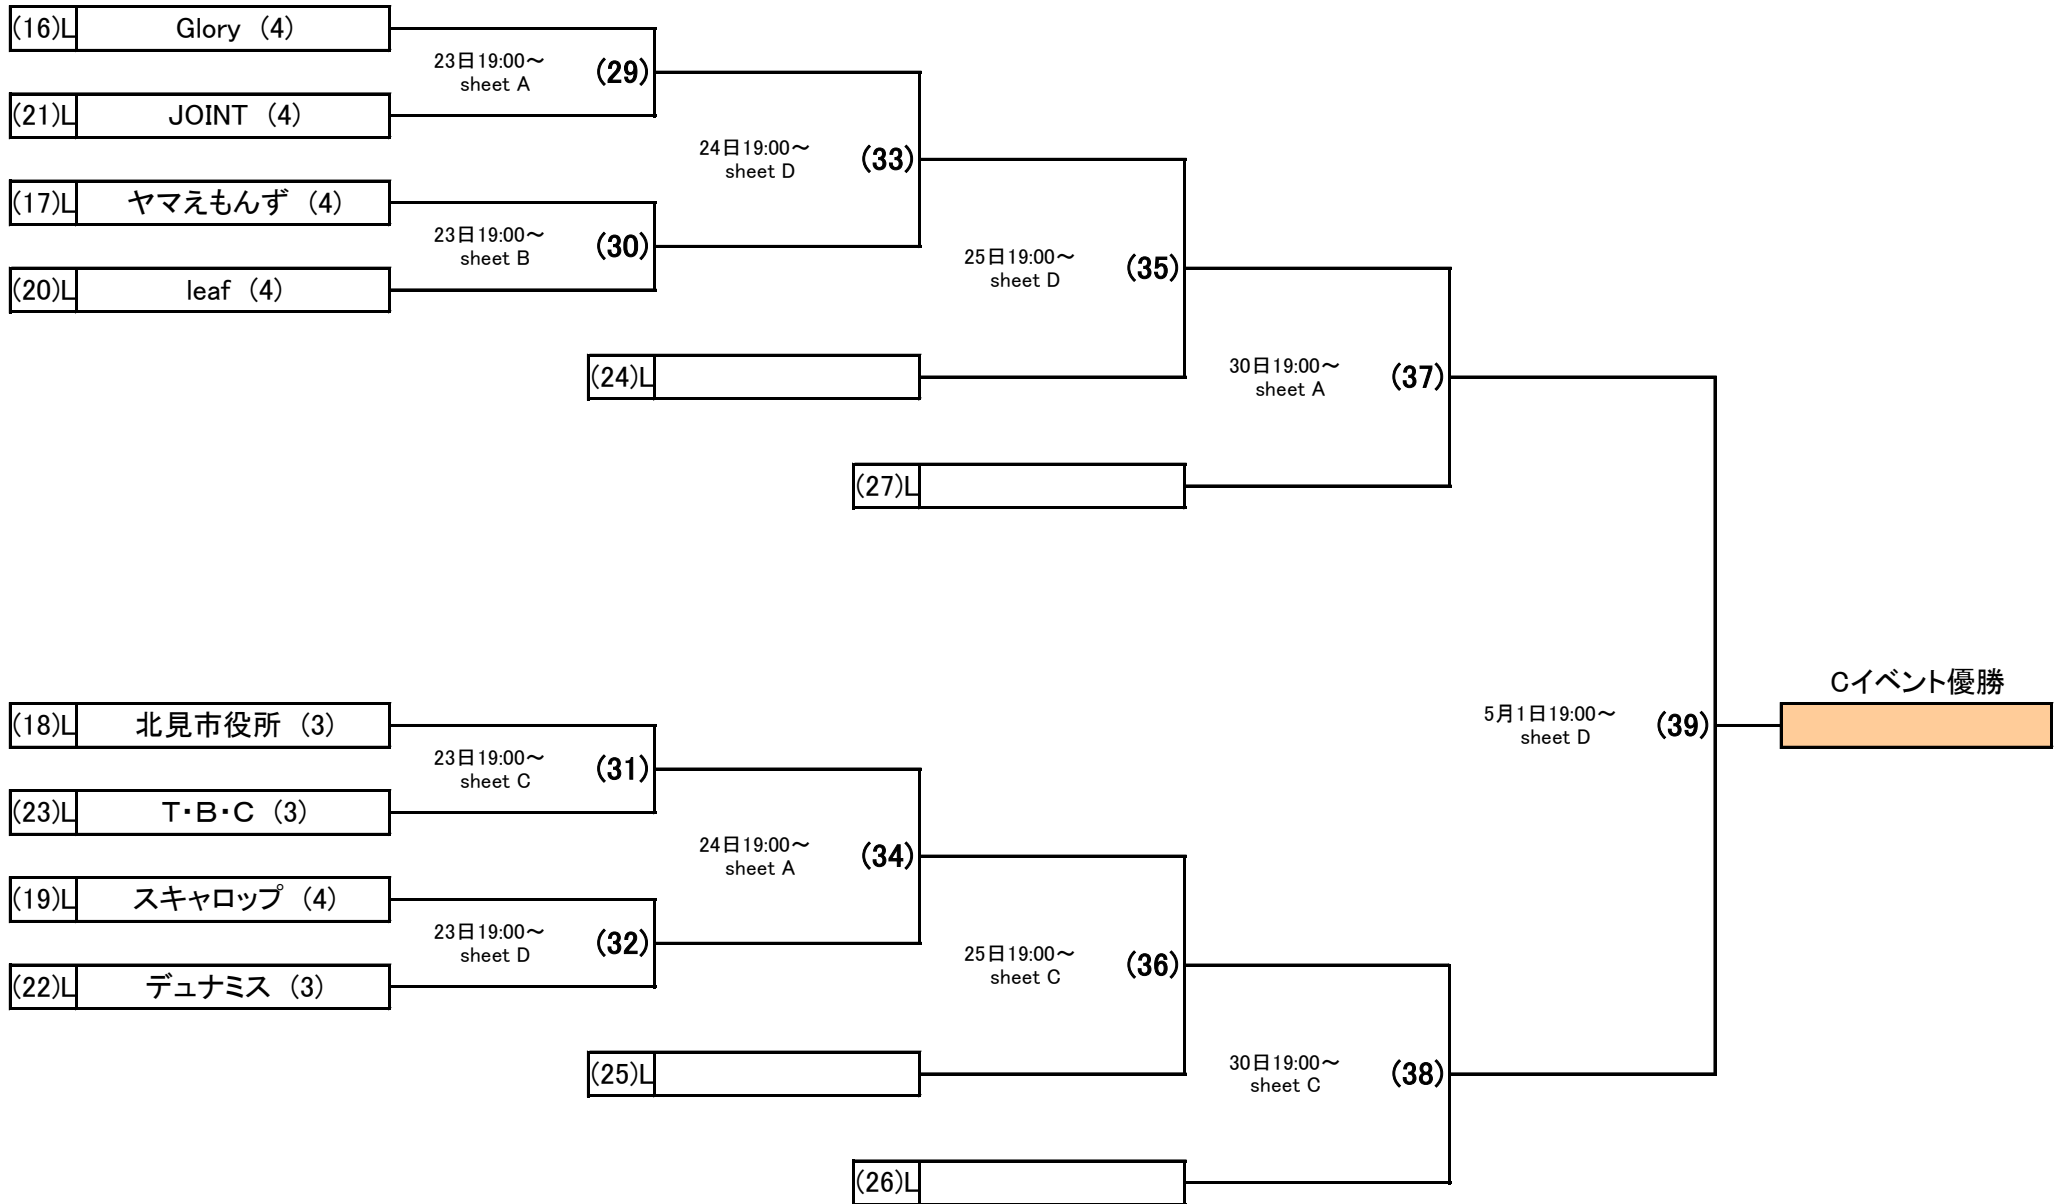 (16)L Glory (4)
23日19:00～
sheet A
(29)
(21)L JOINT (4)
24日19:00～
sheet D
(33)
(17)L ヤマえもんず (4)
23日19:00～
sheet B
(30)
(20)L leaf (4)
25日19:00～
sheet D
(35)
(24)L
30日19:00～
sheet A
(37)
(27)L
Cイベント優勝
5月1日19:00～
sheet D
(39)
(18)L 北見市役所 (3)
23日19:00～
sheet C
(31)
(23)L T・B・C (3)
24日19:00～
sheet A
(34)
(19)L スキャロップ (4)
23日19:00～
sheet D
(32)
(22)L デュナミス (3)
25日19:00～
sheet C
(36)
(25)L
30日19:00～
sheet C
(38)
(26)L